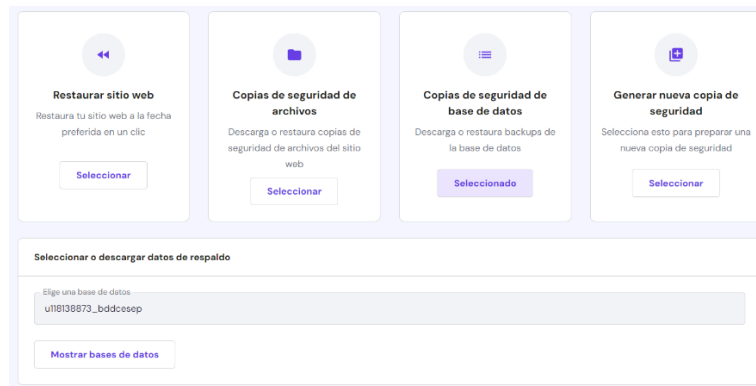 Restaurar sitio web
Restaura tu sitio web a la fecha
preferida en un clic
Seleccionar
Copias de seguridad de
archivos
Descarga o restaura copias de
seguridad de archivos del sitio
web
Seleccionar
Copias de seguridad de
base de datos
Descarga o restaura backups de
la base de datos
Seleccionado
Generar nueva copia de
seguridad
Selecciona esto para preparar una
nueva copia de seguridad
Seleccionar
Seleccionar o descargar datos de respaldo
Elige una base de datos
u118138873_bddcesep
Mostrar bases de datos